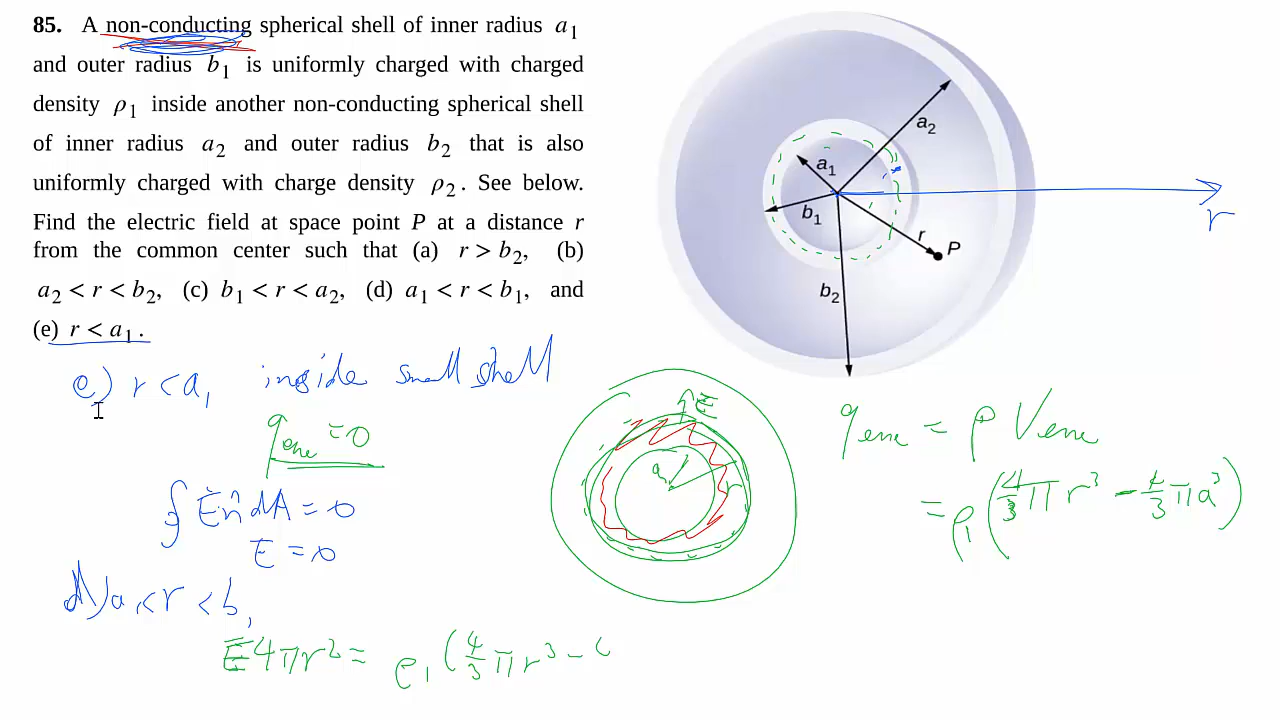 85. A non-conducting spherical shell of inner radius a₁
and outer radius b₁ is uniformly charged with charged
density ρ₁ inside another non-conducting spherical shell
of inner radius a₂ and outer radius b₂ that is also
uniformly charged with charge density ρ₂. See below.
Find the electric field at space point P at a distance r
from the common center such that (a) r > b₂, (b)
a₂ < r < b₂, (c) b₁ < r < a₂, (d) a₁ < r < b₁, and
(e) r < a₁.
a₂
a₁
b₁
r
P
b₂
r
e) r < a₁ inside small shell
q enc = 0
∮ E n̂ dA = 0
E = 0
d) a₁ < r < b₁
E 4πr² = ρ₁ (4/3 π r³ -
E
a₁
r
q enc = ρ V enc
= ρ₁ (4/3 π r³ - 4/3 π a³)